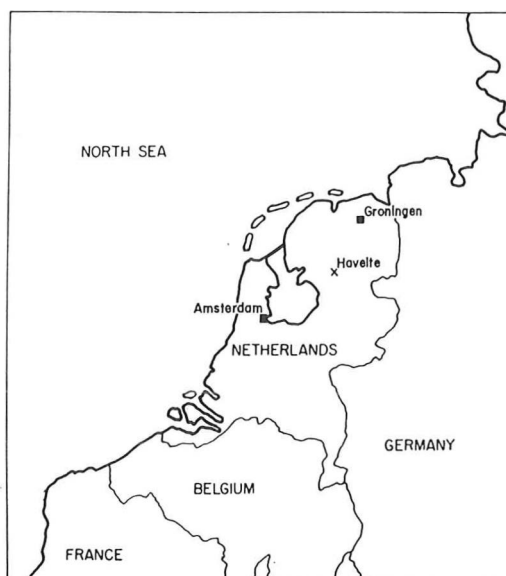 NORTH SEA
Groningen
Havelte
Amsterdam
NETHERLANDS
GERMANY
BELGIUM
FRANCE